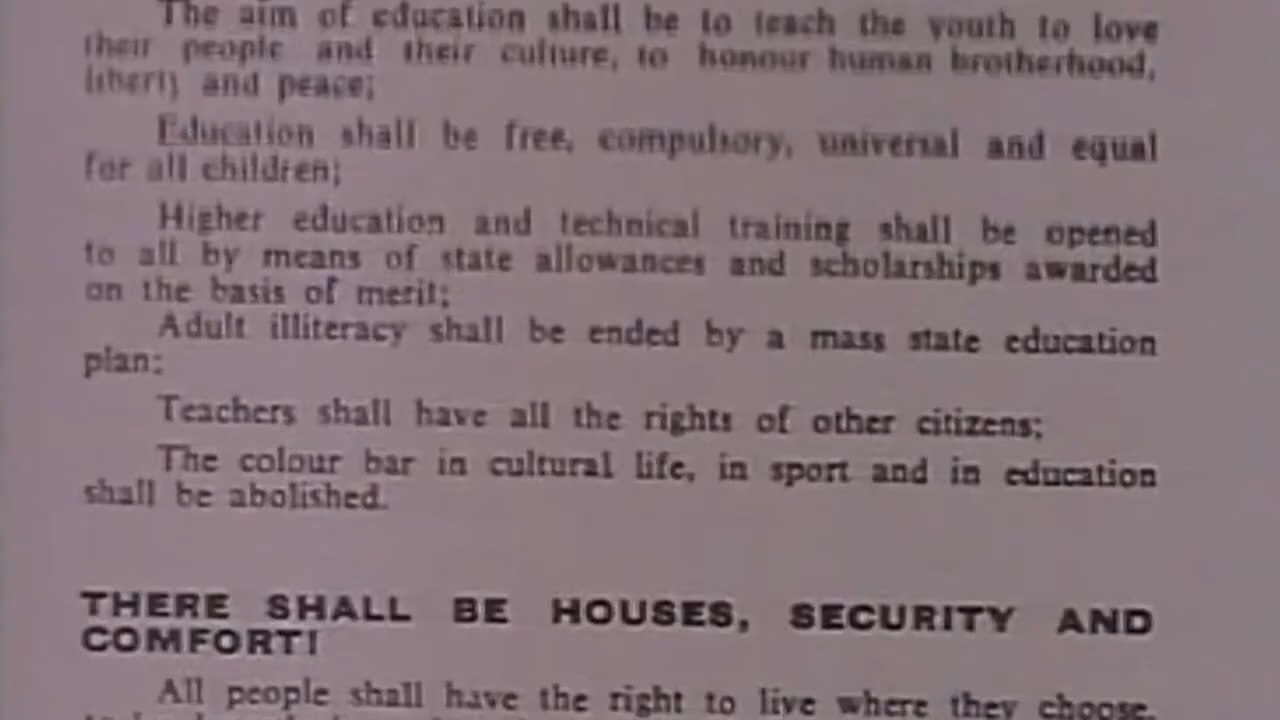 The aim of education shall be to teach the youth to love
their people and their culture, to honour human brotherhood,
liberty and peace;
Education shall be free, compulsory, universal and equal
for all children;
Higher education and technical training shall be opened
to all by means of state allowances and scholarships awarded
on the basis of merit;
Adult illiteracy shall be ended by a mass state education
plan;
Teachers shall have all the rights of other citizens;
The colour bar in cultural life, in sport and in education
shall be abolished.
THERE SHALL BE HOUSES, SECURITY AND
COMFORT!
All people shall have the right to live where they choose,